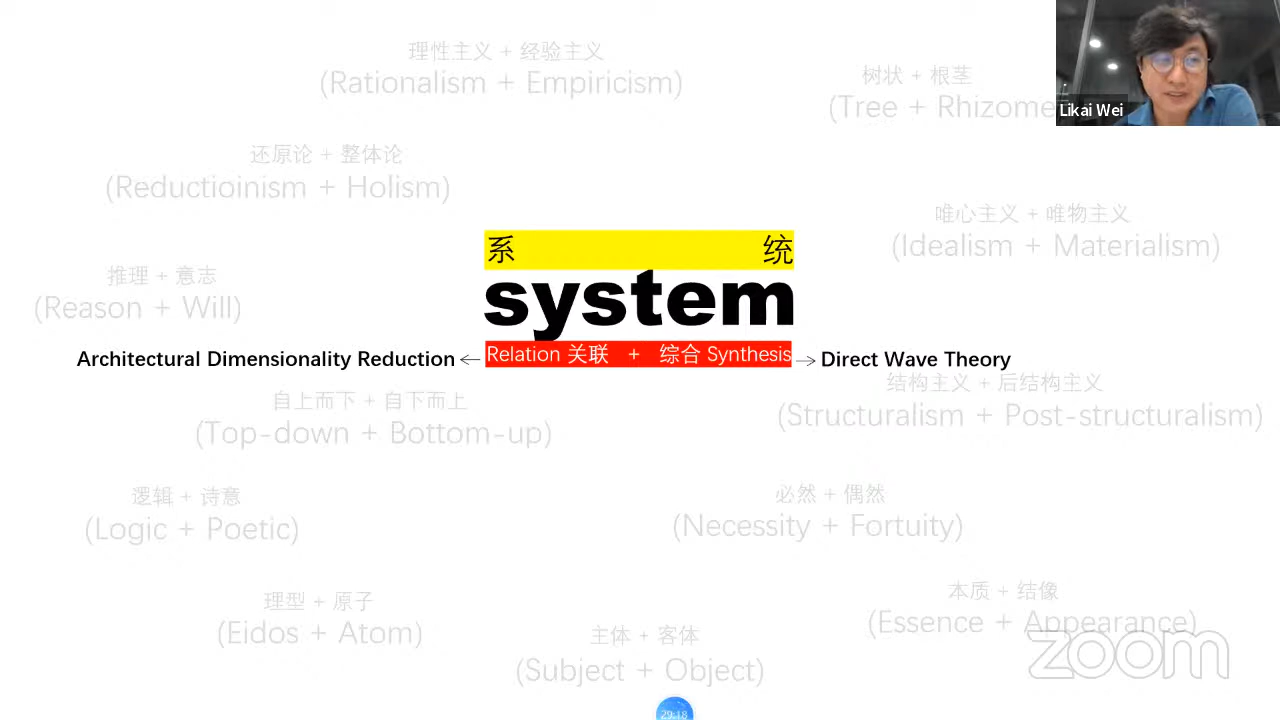 理性主义 + 经验主义
(Rationalism + Empiricism)
树状 + 根茎
(Tree + Rhizome
Likai Wei
还原论 + 整体论
(Reductioinism + Holism)
唯心主义 + 唯物主义
(Idealism + Materialism)
系 统
system
推理 + 意志
(Reason + Will)
Architectural Dimensionality Reduction
Relation 关联 + 综合 Synthesis
Direct Wave Theory
结构主义 + 后结构主义
(Structuralism + Post-structuralism)
自上而下 + 自下而上
(Top-down + Bottom-up)
逻辑 + 诗意
(Logic + Poetic)
必然 + 偶然
(Necessity + Fortuity)
理型 + 原子
(Eidos + Atom)
本质 + 结像
(Essence + Appearance)
主体 + 客体
(Subject + Object)
zoom
29:18